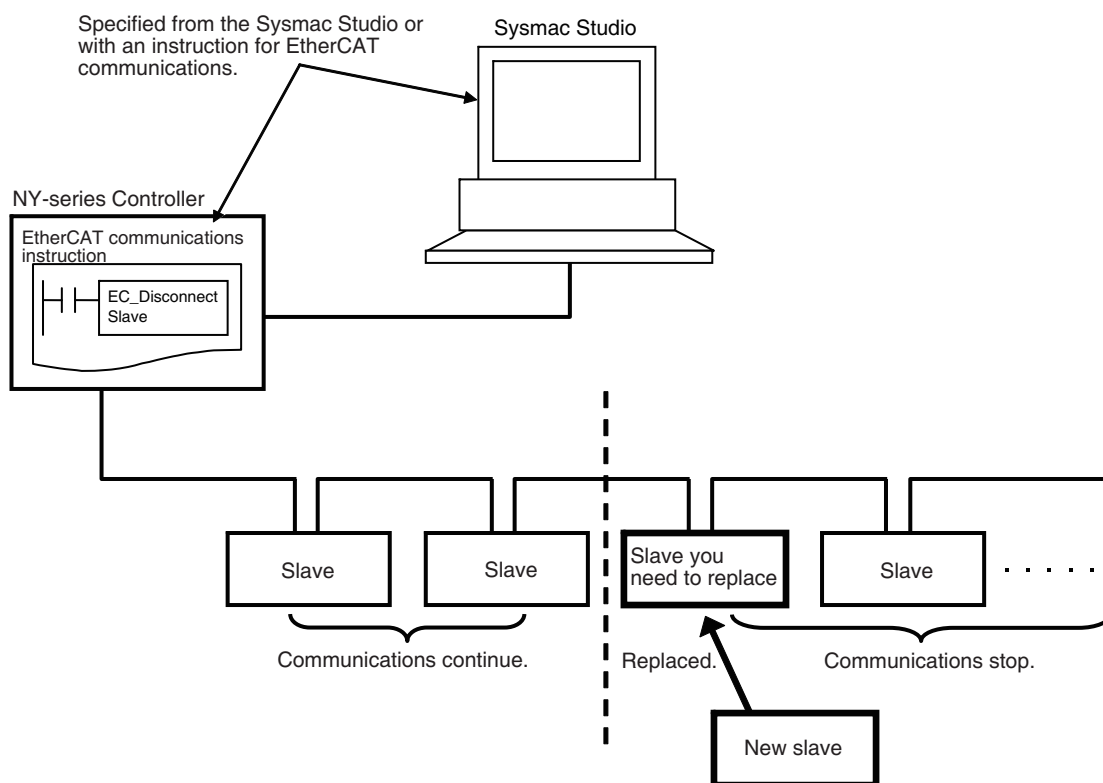 Specified from the Sysmac Studio or
with an instruction for EtherCAT
communications.
Sysmac Studio
NY-series Controller
EtherCAT communications
instruction
EC_Disconnect
Slave
Slave
Slave
Slave you
need to replace
Slave
Communications continue.
Replaced.
Communications stop.
New slave